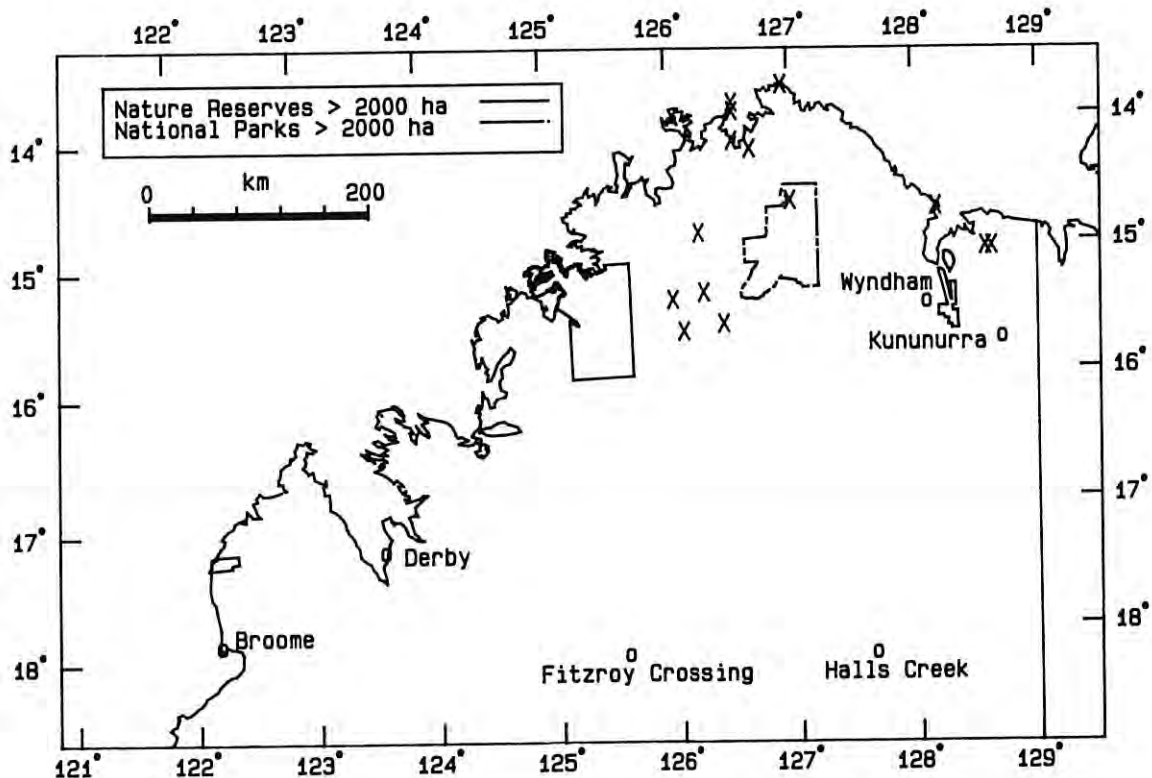 122° 123° 124° 125° 126° 127° 128° 129°
Nature Reserves > 2000 ha
National Parks > 2000 ha
14°
14°
km
0 200
15°
15°
Wyndham
Kununurra
16°
16°
17°
17°
Derby
Broome
18°
18°
Fitzroy Crossing
Halls Creek
121° 122° 123° 124° 125° 126° 127° 128° 129°